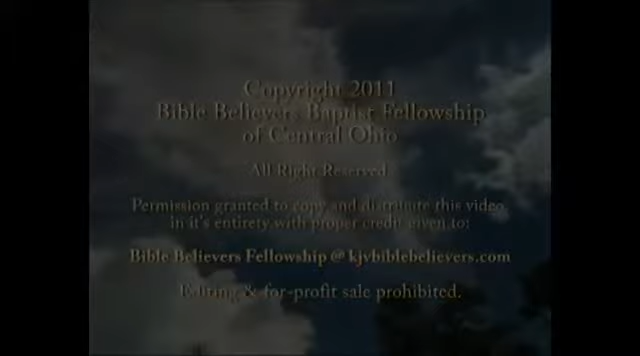 Copyright 2011
Bible Believers Baptist Fellowship
of Central Ohio
All Right Reserved
Permission granted to copy and distribute this video
in it's entirety with proper credit given to:
Bible Believers Fellowship @ kjvbiblebelievers.com
Editing & for-profit sale prohibited.